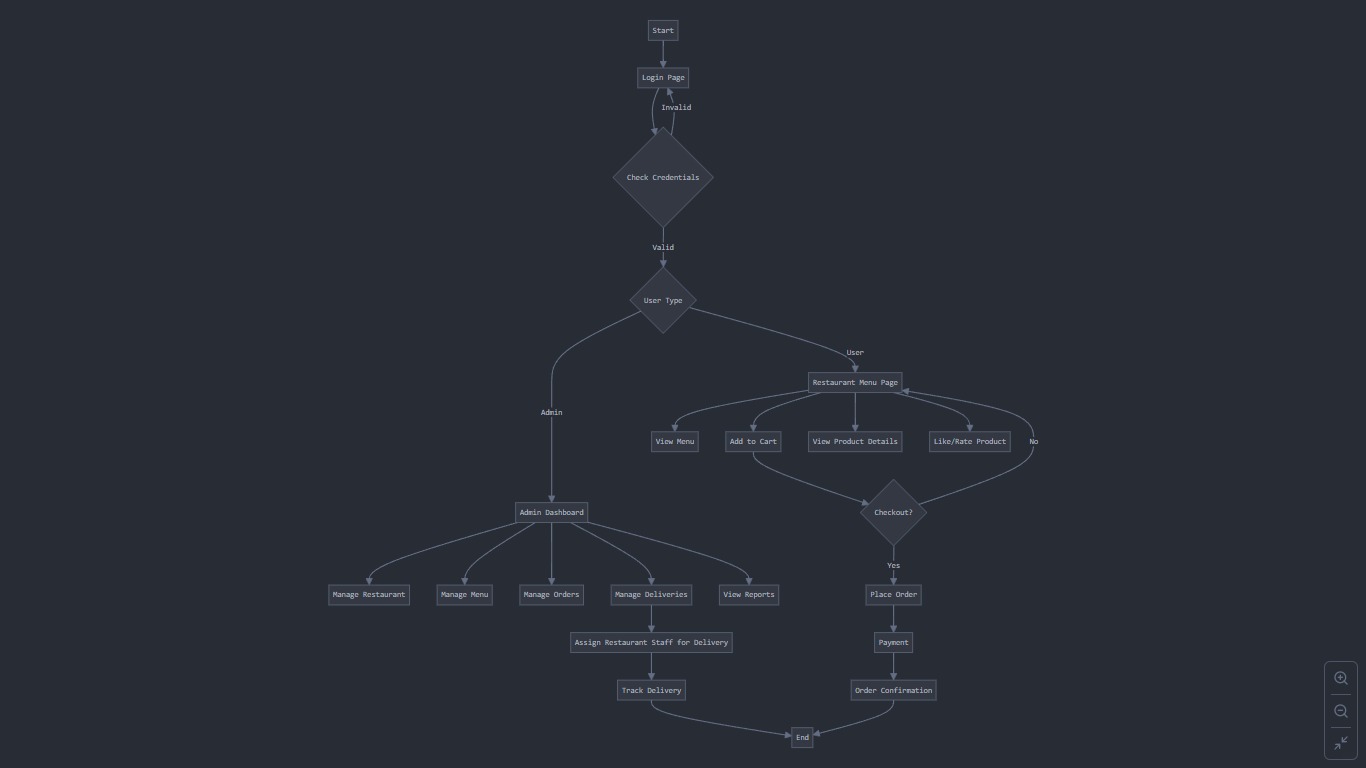 Start
Login Page
Invalid
Check Credentials
Valid
User Type
User
Restaurant Menu Page
Admin
View Menu
Add to Cart
View Product Details
Like/Rate Product
No
Admin Dashboard
Checkout?
Yes
Manage Restaurant
Manage Menu
Manage Orders
Manage Deliveries
View Reports
Place Order
Assign Restaurant Staff for Delivery
Payment
Track Delivery
Order Confirmation
End